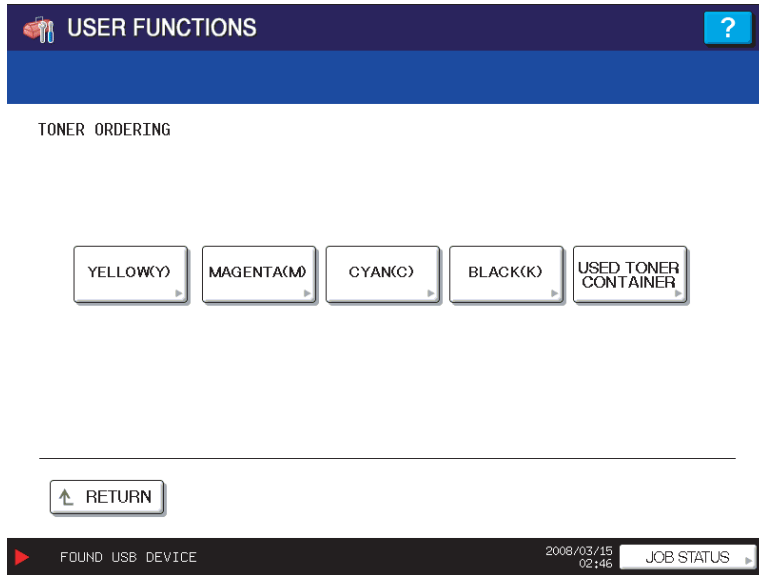 USER FUNCTIONS
?
TONER ORDERING
YELLOW(Y)
MAGENTA(M)
CYAN(C)
BLACK(K)
USED TONER
CONTAINER
RETURN
FOUND USB DEVICE
2008/03/15
02:46
JOB STATUS